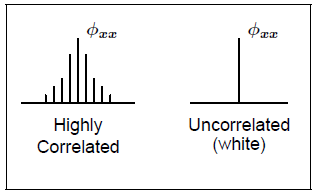 ϕxx ϕxx
Highly Uncorrelated
Correlated (white)